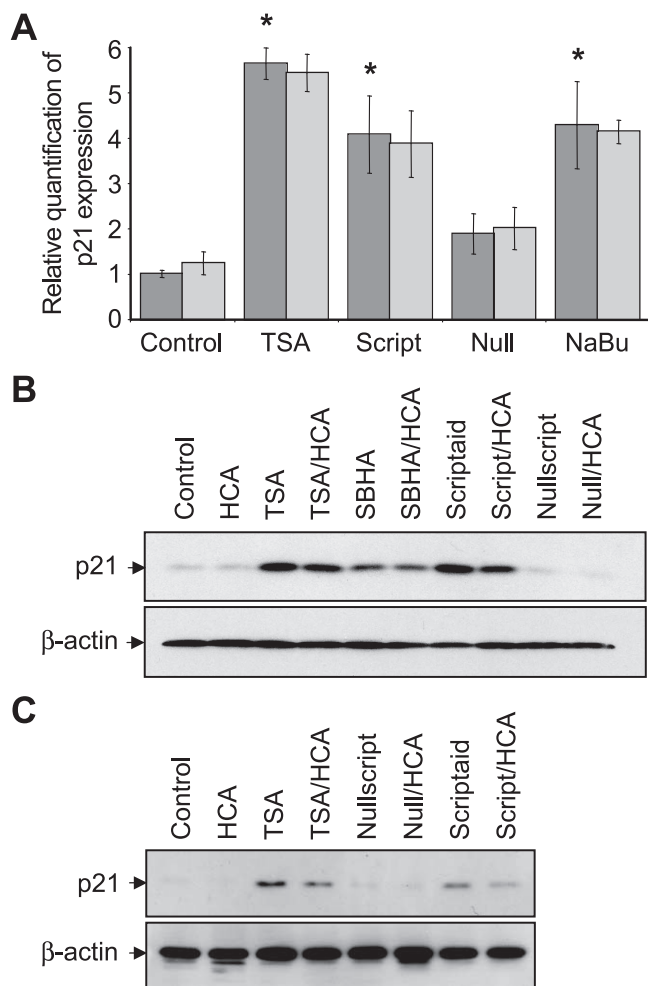 A
Relative quantification of
p21 expression
6
5
4
3
2
1
0
* * *
Control TSA Script Null NaBu
B
Control HCA TSA TSA/HCA SBHA SBHA/HCA Scriptaid Script/HCA Nullscript Null/HCA
p21
β-actin
C
Control HCA TSA TSA/HCA Nullscript Null/HCA Scriptaid Script/HCA
p21
β-actin